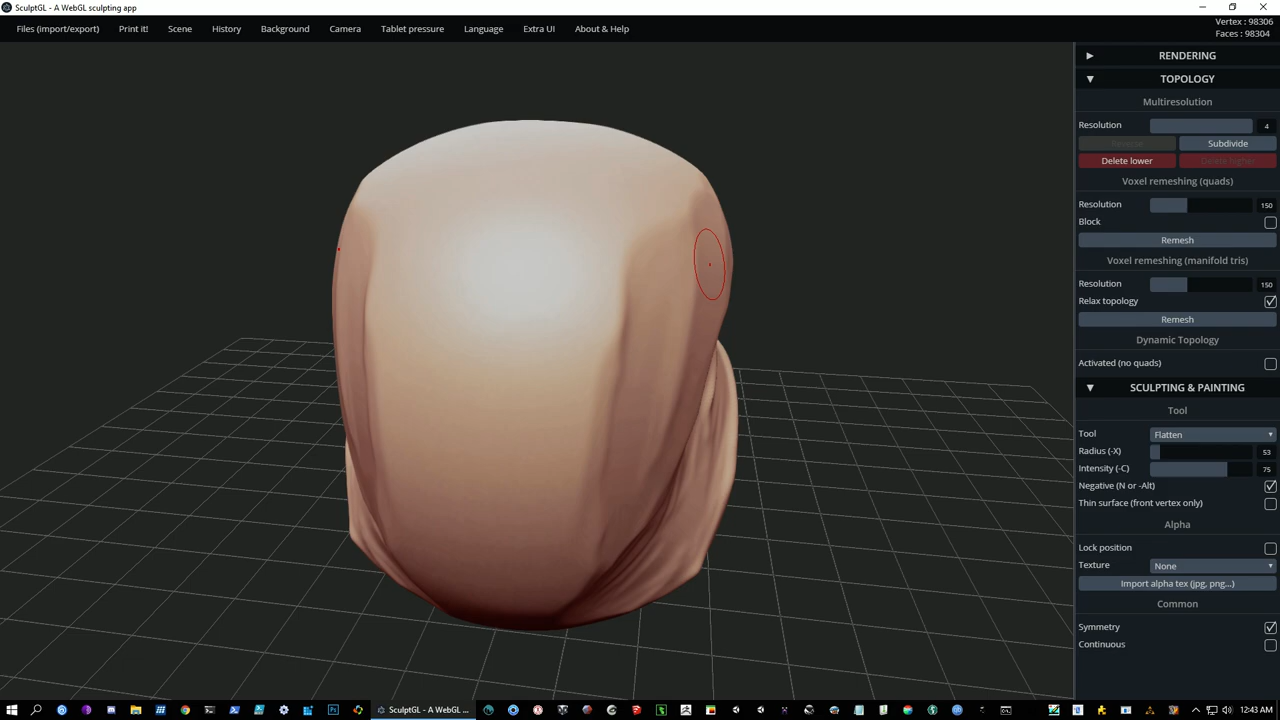 SculptGL - A WebGL sculpting app
Files (import/export) Print it! Scene History Background Camera Tablet pressure Language Extra UI About & Help
Vertex : 98306
Faces : 98304
RENDERING
TOPOLOGY
Multiresolution
Resolution 4
Reverse Subdivide
Delete lower Delete higher
Voxel remeshing (quads)
Resolution 150
Block
Remesh
Voxel remeshing (manifold tris)
Resolution 150
Relax topology
Remesh
Dynamic Topology
Activated (no quads)
SCULPTING & PAINTING
Tool
Tool Flatten
Radius (-X) 53
Intensity (-C) 75
Negative (N or -Alt)
Thin surface (front vertex only)
Alpha
Lock position
Texture None
Import alpha tex (jpg, png...)
Common
Symmetry
Continuous
SculptGL - A WebGL ...
12:43 AM